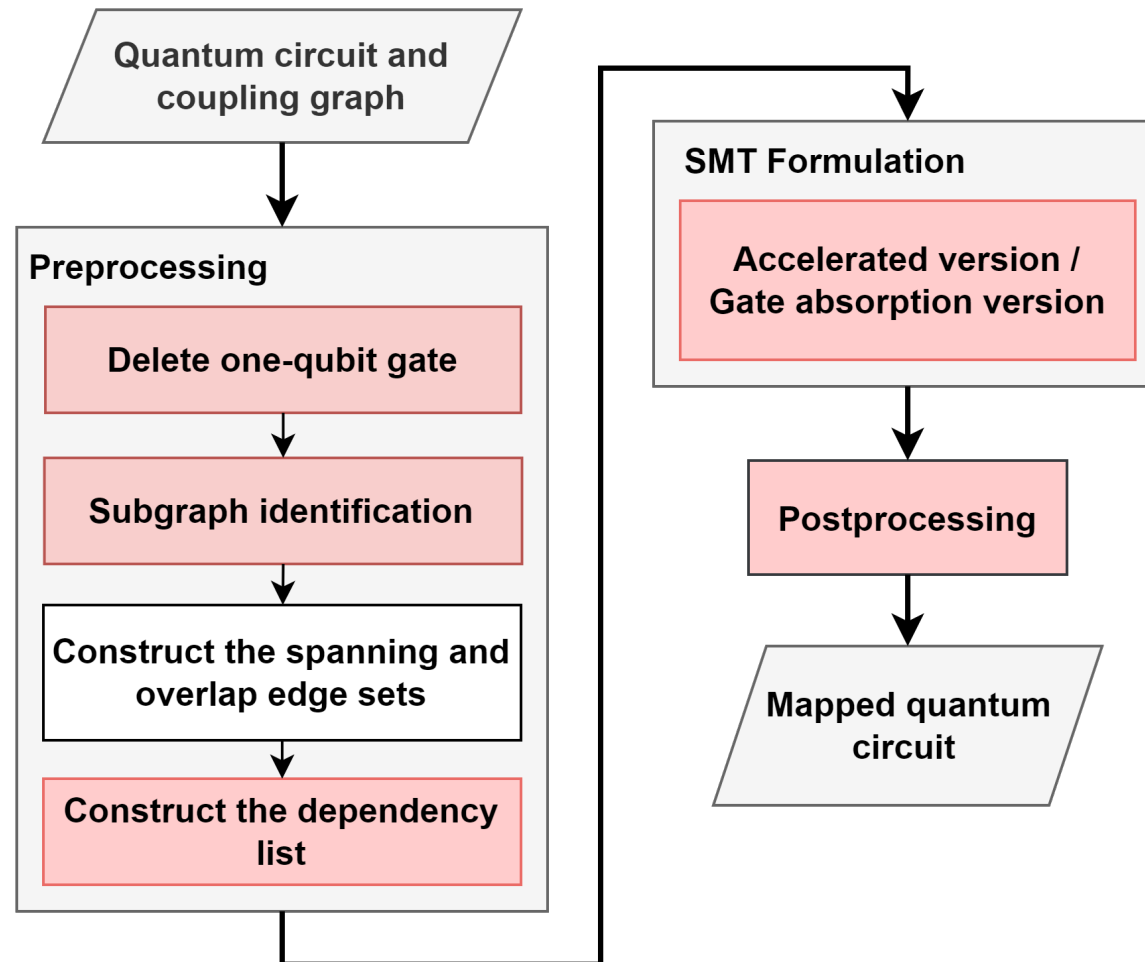 Quantum circuit and
coupling graph
Preprocessing
Delete one-qubit gate
Subgraph identification
Construct the spanning and
overlap edge sets
Construct the dependency
list
SMT Formulation
Accelerated version /
Gate absorption version
Postprocessing
Mapped quantum
circuit